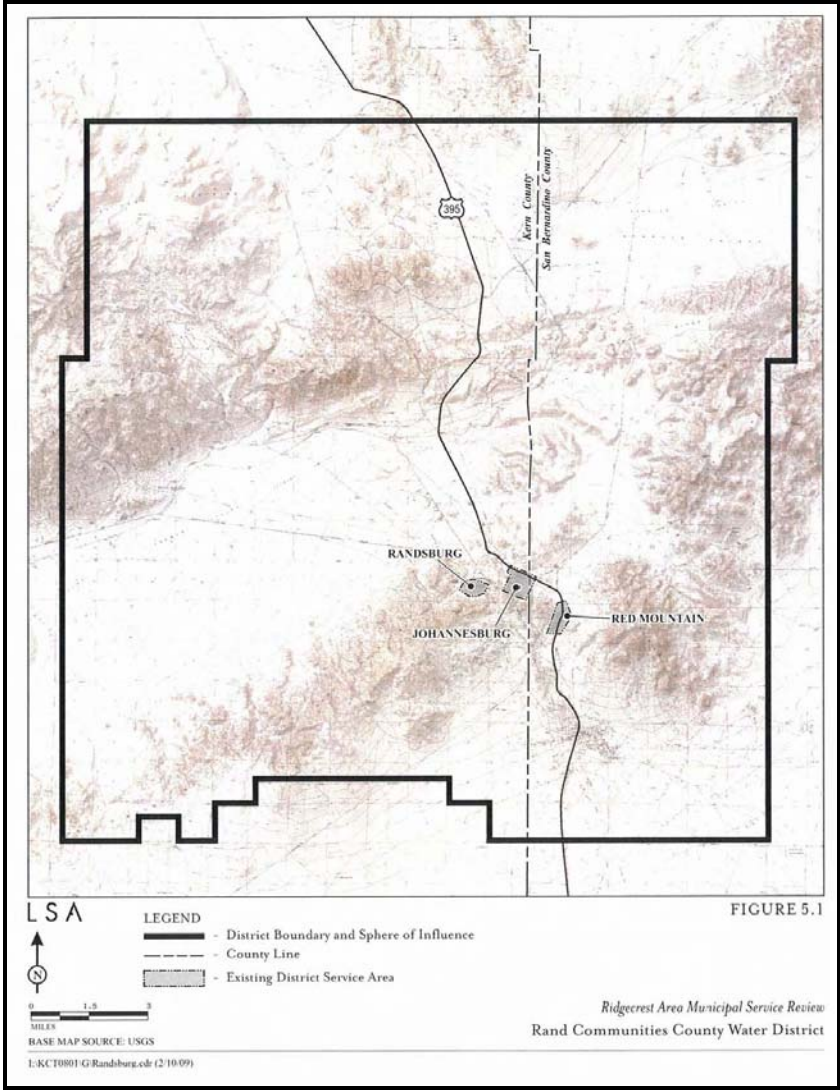 395
Kern County
San Bernardino County
RANDSBURG
JOHANNESBURG
RED MOUNTAIN
LSA
FIGURE 5.1
LEGEND
- District Boundary and Sphere of Influence
- County Line
- Existing District Service Area
N
0 1.5 3
MILES
BASE MAP SOURCE: USGS
I:\KCT0801\G\Randsburg.cdr (2/10/09)
Ridgecrest Area Municipal Service Review
Rand Communities County Water District